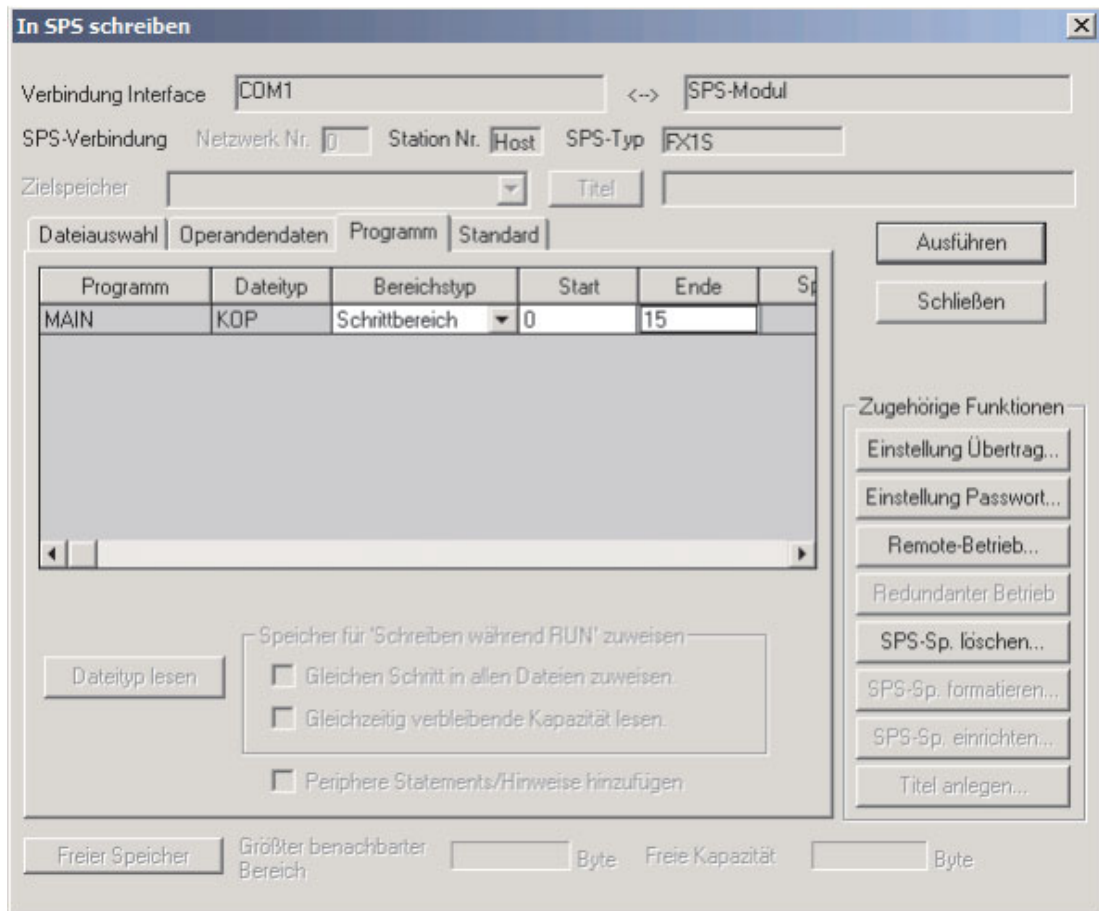 In SPS schreiben
Verbindung Interface COM1 <--> SPS-Modul
SPS-Verbindung Netzwerk Nr. 0 Station Nr. Host SPS-Typ FX1S
Zielspeicher Titel
Dateiauswahl Operandendaten Programm Standard
Ausführen
Programm Dateityp Bereichstyp Start Ende Sp
MAIN KOP Schrittbereich 0 15
Schließen
Zugehörige Funktionen
Einstellung Übertrag...
Einstellung Passwort...
Remote-Betrieb...
Redundanter Betrieb
SPS-Sp. löschen...
SPS-Sp. formatieren...
SPS-Sp. einrichten...
Titel anlegen...
Dateityp lesen
Speicher für 'Schreiben während RUN' zuweisen
Gleichen Schritt in allen Dateien zuweisen.
Gleichzeitig verbleibende Kapazität lesen.
Periphere Statements/Hinweise hinzufügen
Freier Speicher
Größter benachbarter
Bereich
Byte Freie Kapazität Byte